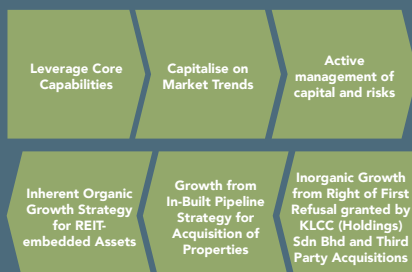 Leverage Core
Capabilities
Capitalise on
Market Trends
Active
management of
capital and risks
Inherent Organic
Growth Strategy
for REIT-
embedded Assets
Growth from
In-Built Pipeline
Strategy for
Acquisition of
Properties
Inorganic Growth
from Right of First
Refusal granted by
KLCC (Holdings)
Sdn Bhd and Third
Party Acquisitions